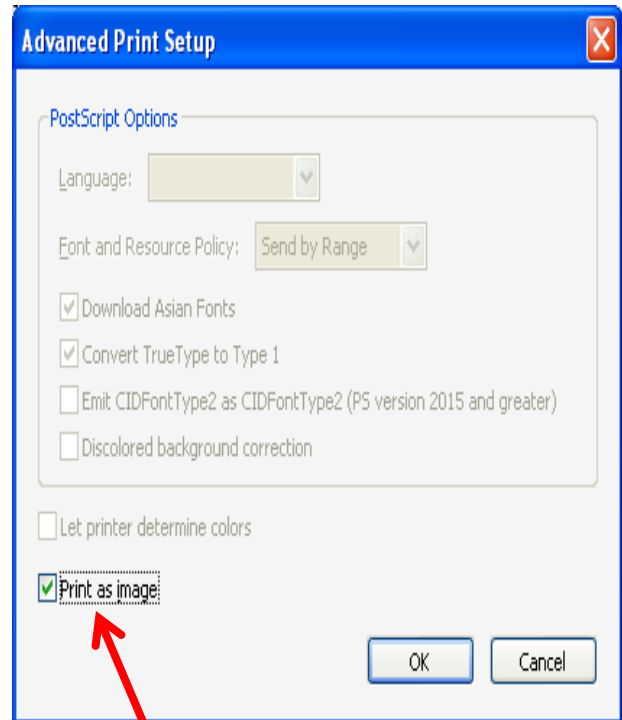 Advanced Print Setup
PostScript Options
Language:
Font and Resource Policy: Send by Range
Download Asian Fonts
Convert TrueType to Type 1
Emit CIDFontType2 as CIDFontType2 (PS version 2015 and greater)
Discolored background correction
Let printer determine colors
Print as image
OK Cancel